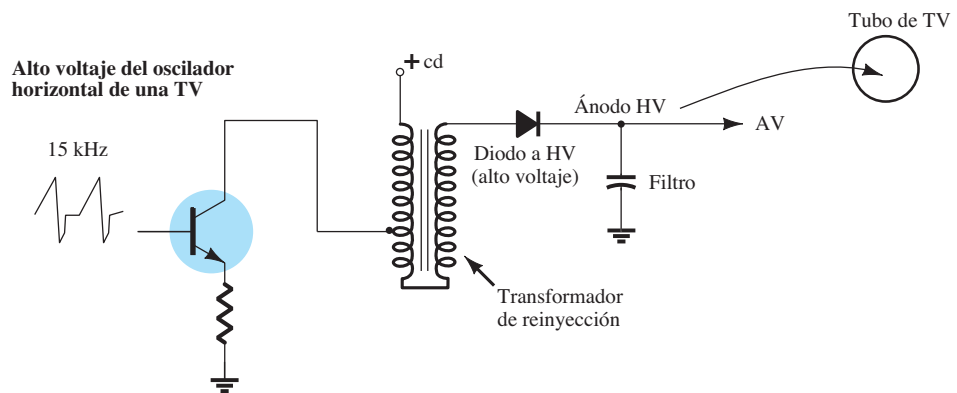 Alto voltaje del oscilador
horizontal de una TV
15 kHz
+ cd
Diodo a HV
(alto voltaje)
Ánodo HV
AV
Filtro
Tubo de TV
Transformador
de reinyección